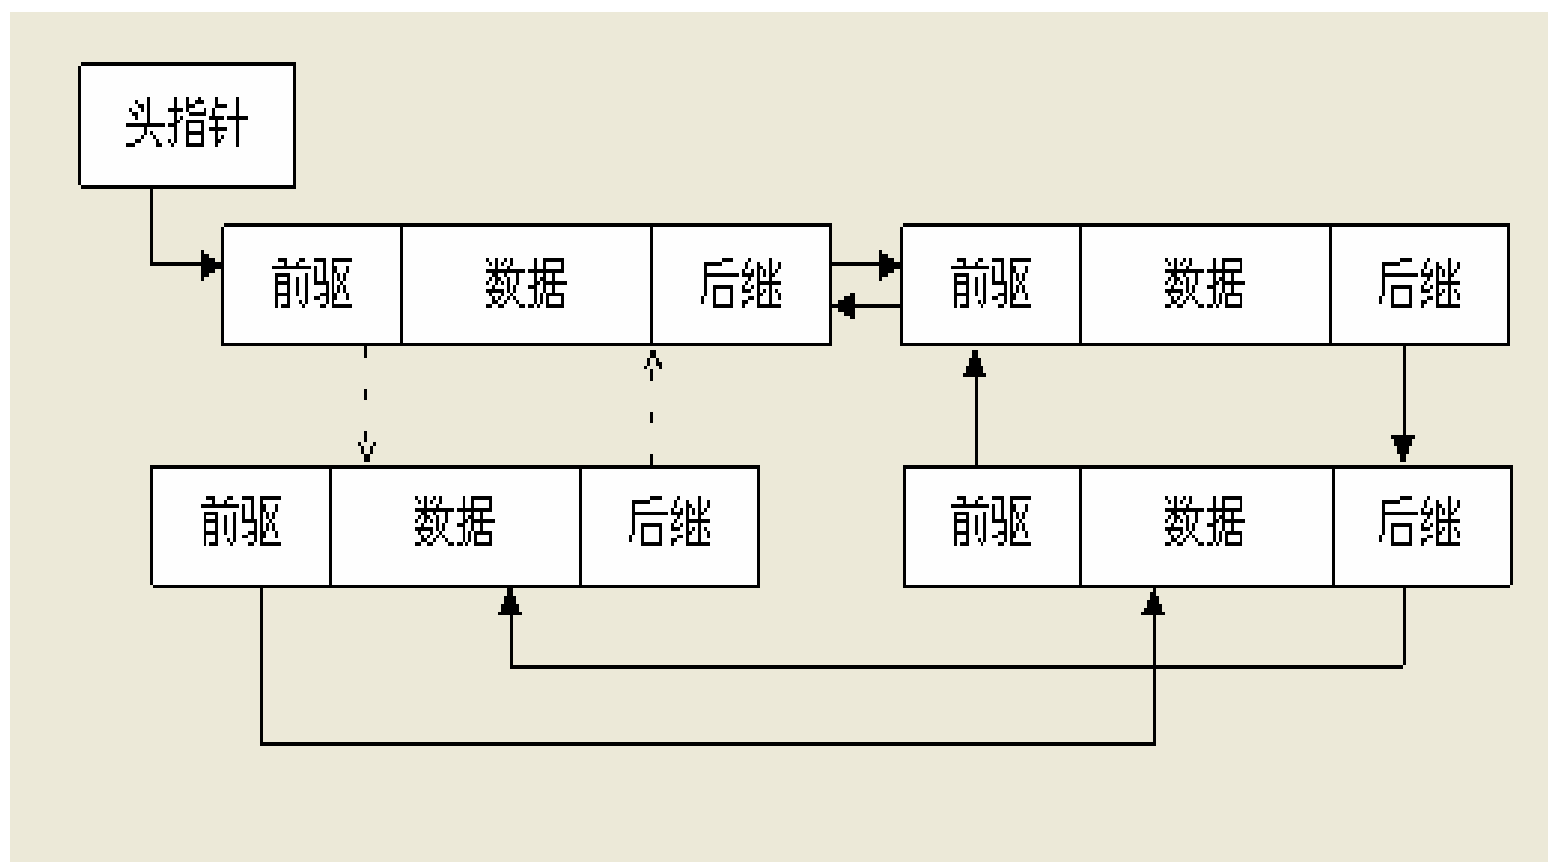 头指针
前驱 数据 后继 前驱 数据 后继
前驱 数据 后继 前驱 数据 后继